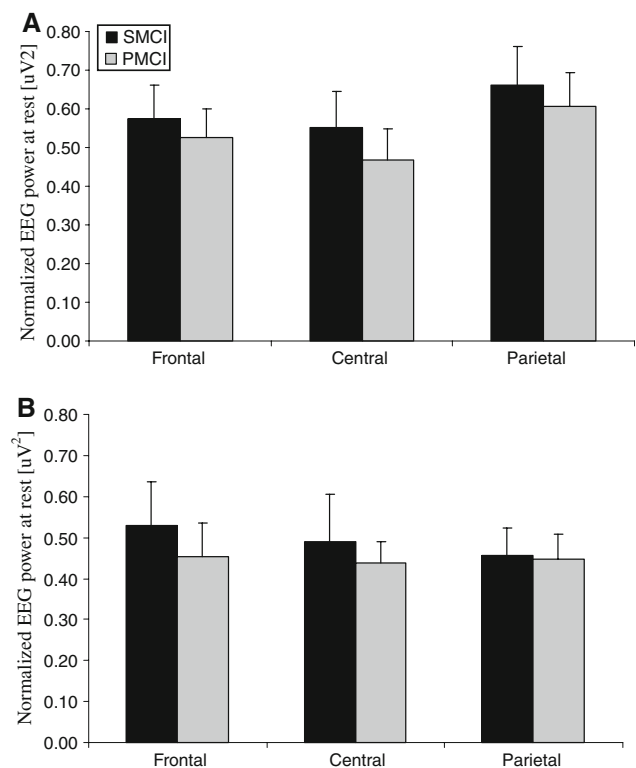 A
SMCI
PMCI
Normalized EEG power at rest [uV2]
0.80
0.70
0.60
0.50
0.40
0.30
0.20
0.10
0.00
Frontal Central Parietal
B
Normalized EEG power at rest [uV²]
0.80
0.70
0.60
0.50
0.40
0.30
0.20
0.10
0.00
Frontal Central Parietal